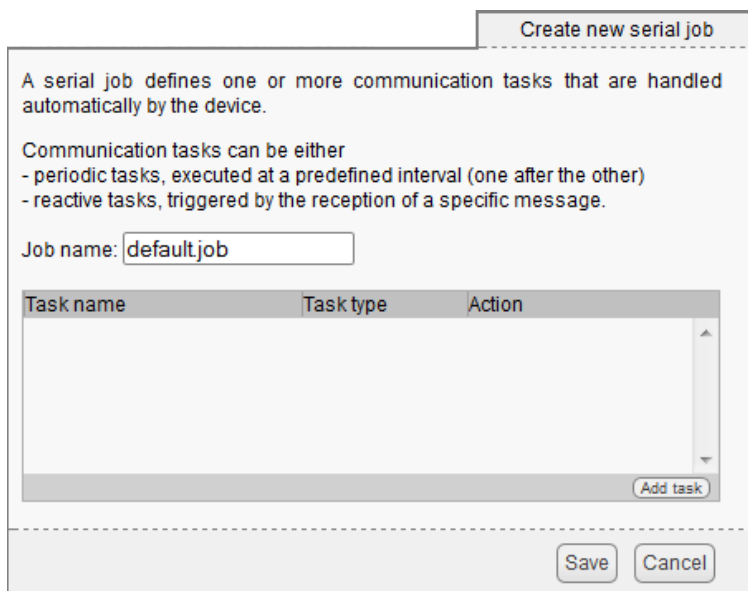 Create new serial job
A serial job defines one or more communication tasks that are handled
automatically by the device.
Communication tasks can be either
- periodic tasks, executed at a predefined interval (one after the other)
- reactive tasks, triggered by the reception of a specific message.
Job name: default.job
Task name Task type Action
Add task
Save Cancel